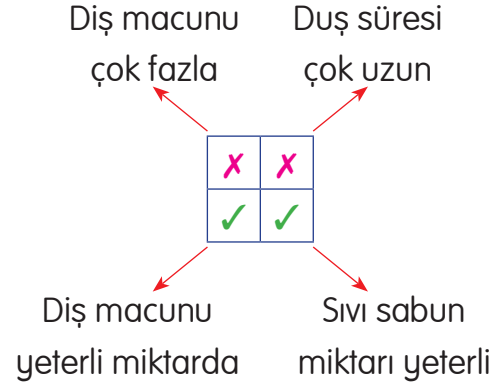 Diş macunu
çok fazla
Duş süresi
çok uzun
✗ ✗
✓ ✓
Diş macunu
yeterli miktarda
Sıvı sabun
miktarı yeterli